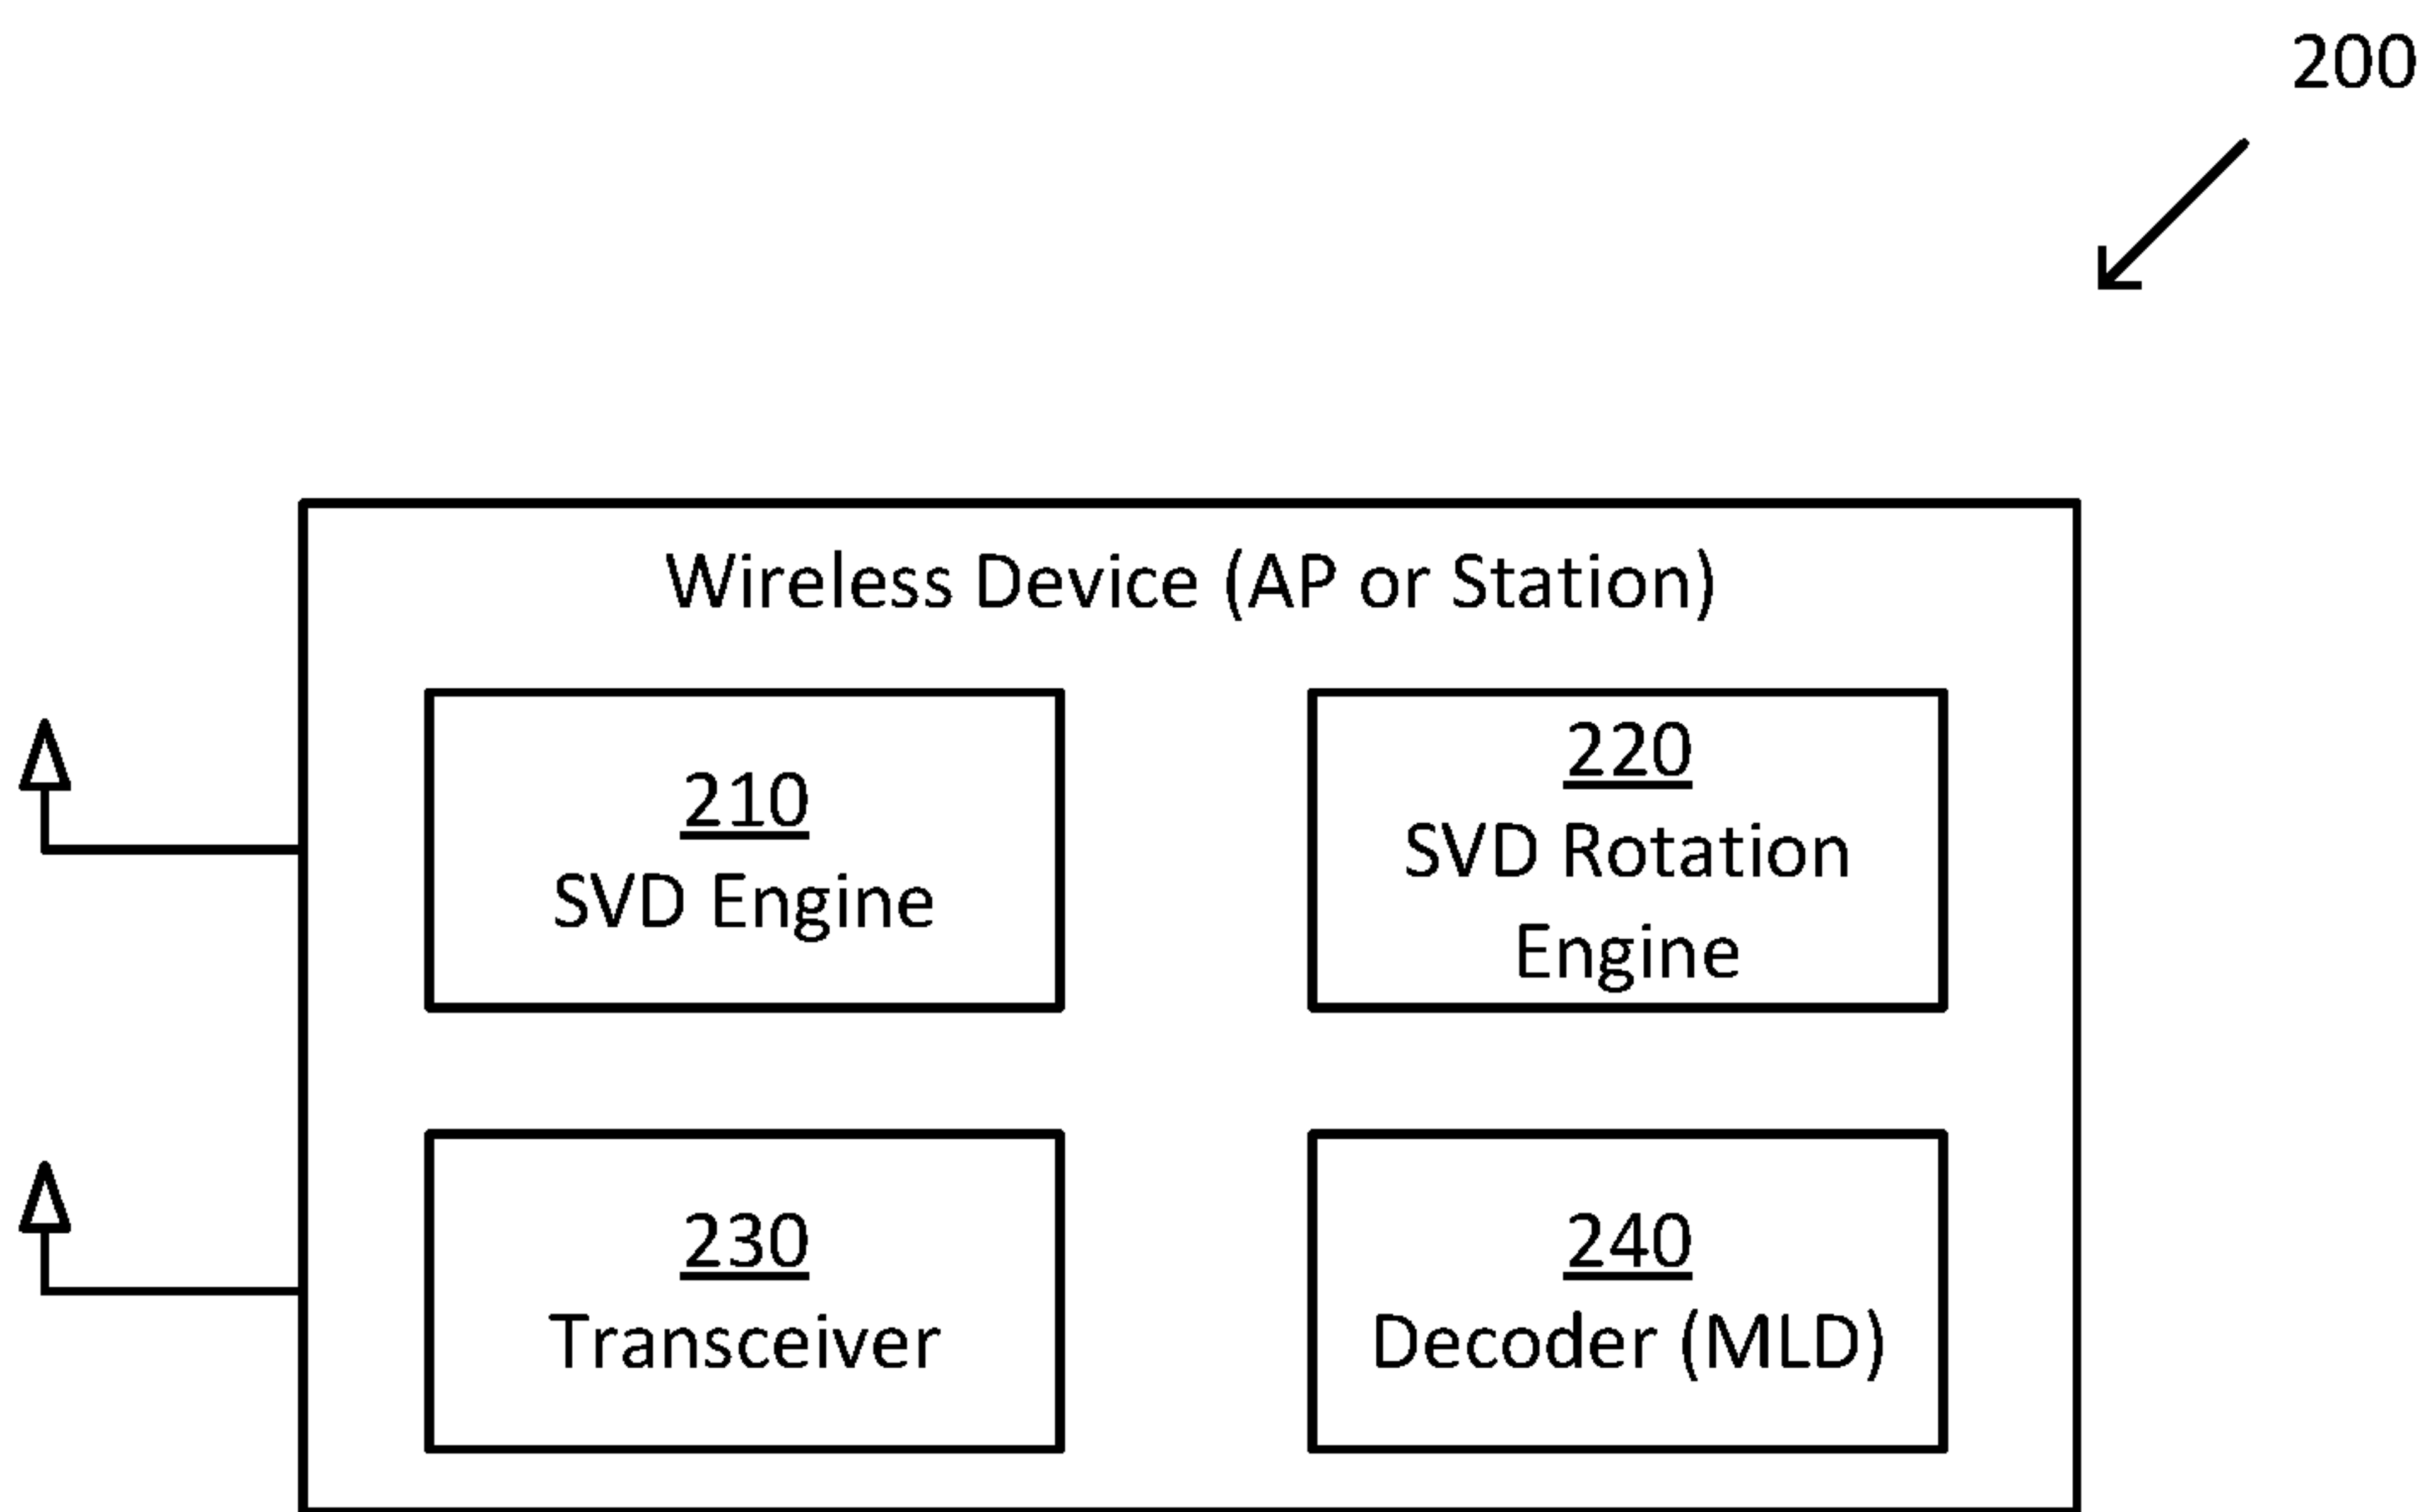 200
Wireless Device (AP or Station)
210
SVD Engine
220
SVD Rotation
Engine
230
Transceiver
240
Decoder (MLD)